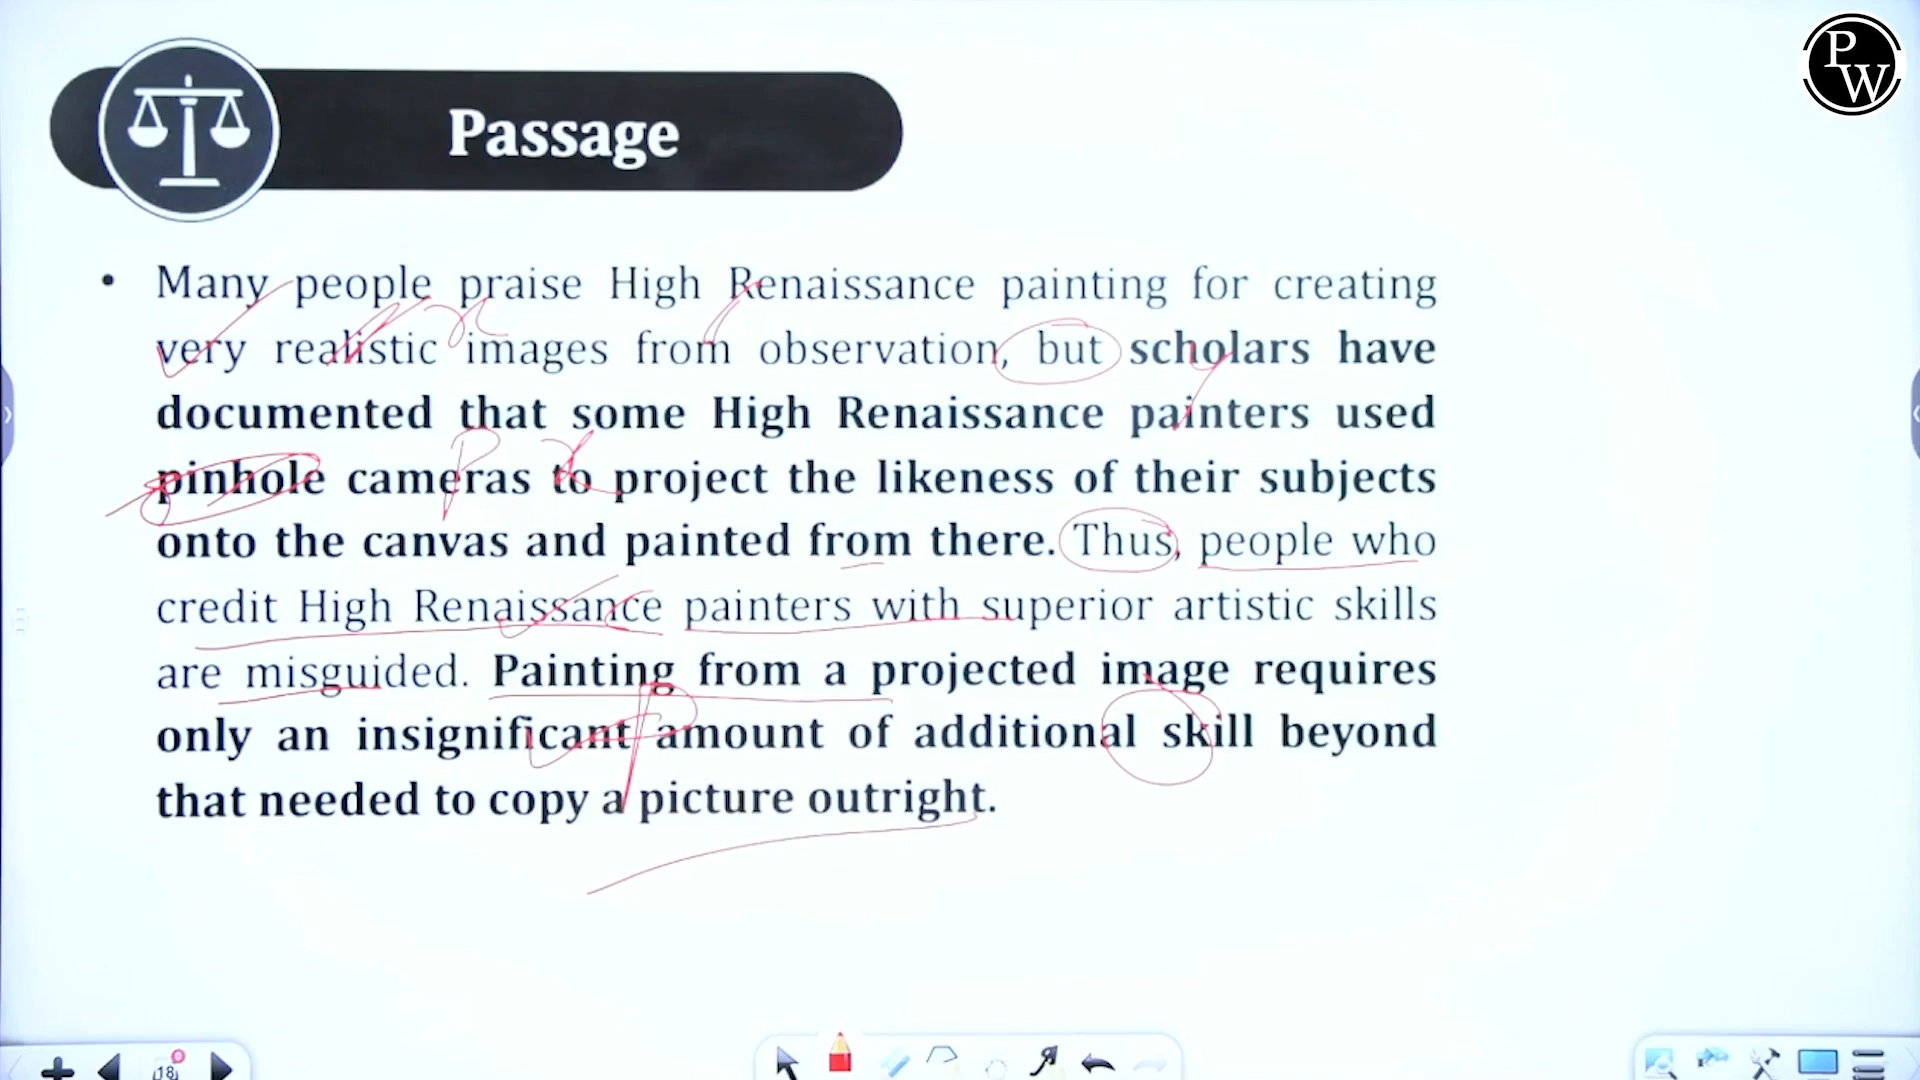 PW
Passage
• Many people praise High Renaissance painting for creating
very realistic images from observation, but scholars have
documented that some High Renaissance painters used
pinhole cameras to project the likeness of their subjects
onto the canvas and painted from there. Thus, people who
credit High Renaissance painters with superior artistic skills
are misguided. Painting from a projected image requires
only an insignificant amount of additional skill beyond
that needed to copy a picture outright.
18